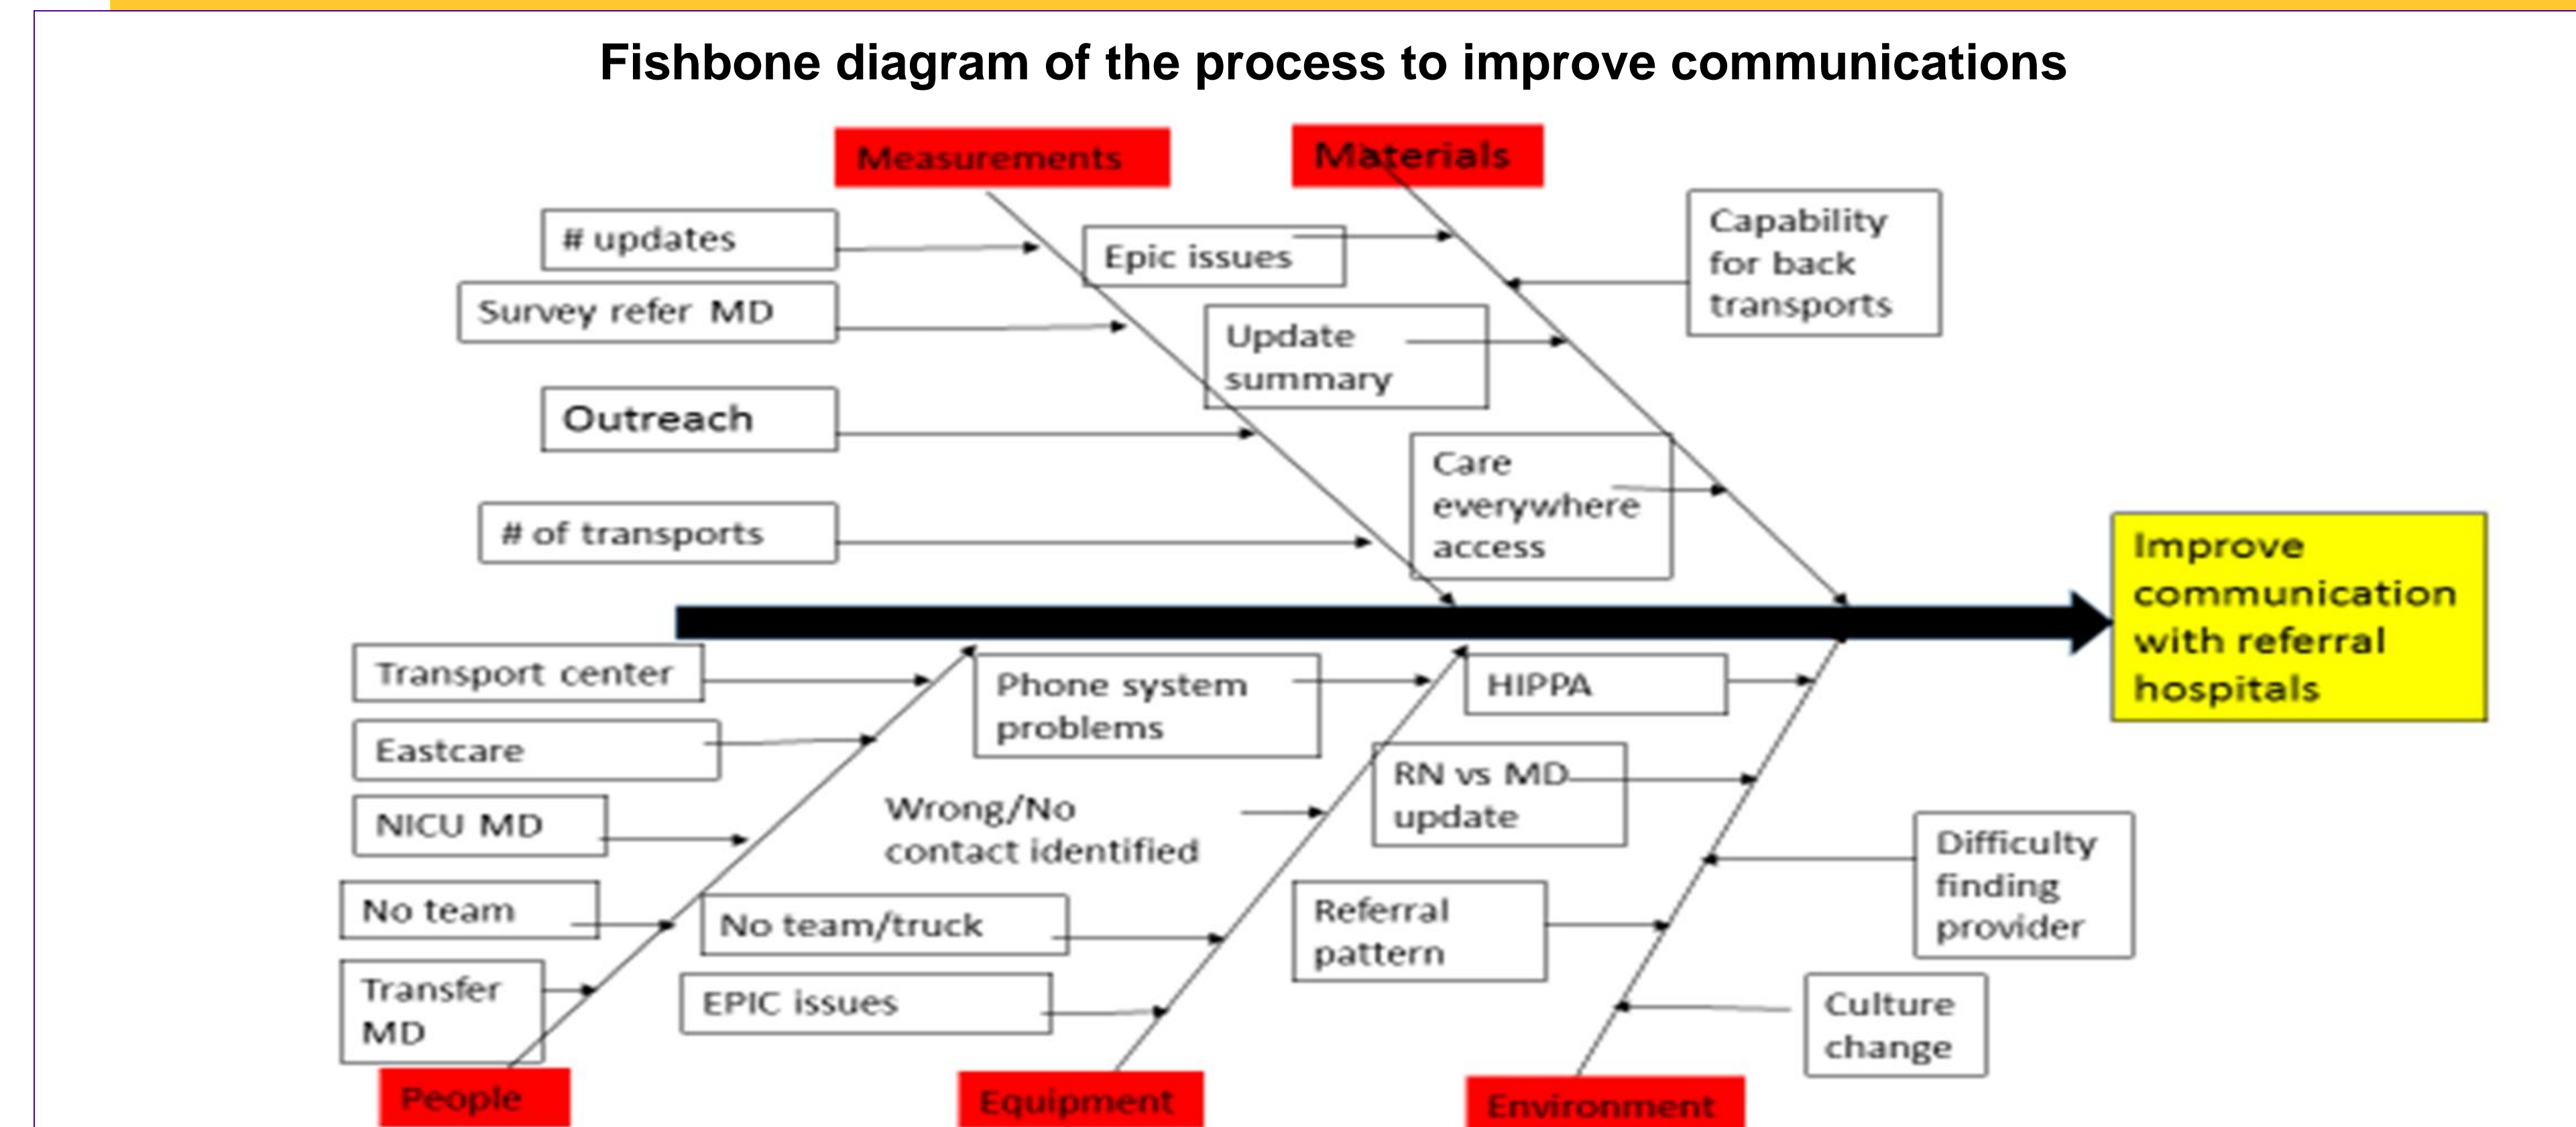 Fishbone diagram of the process to improve communications
Measurements
Materials
# updates
Survey refer MD
Outreach
# of transports
Epic issues
Update
summary
Care
everywhere
access
Capability
for back
transports
Improve
communication
with referral
hospitals
Transport center
Eastcare
NICU MD
No team
Transfer
MD
People
Phone system
problems
Wrong/No
contact identified
No team/truck
EPIC issues
Equipment
HIPPA
RN vs MD
update
Referral
pattern
Difficulty
finding
provider
Culture
change
Environment